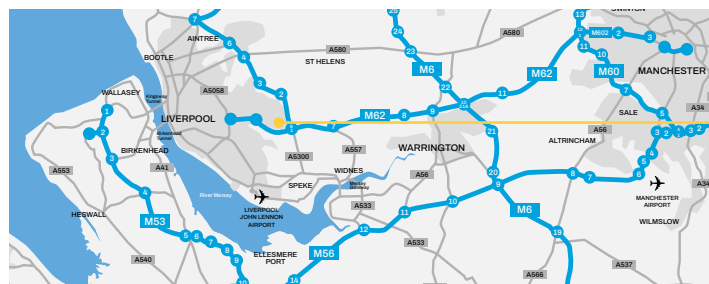 SWINTON
7
25
13
AINTREE
6
24
A580
M602
2
3
BOOTLE
4
A580
23
11
ST HELENS
M6
10
M60
MANCHESTER
M62
3
22
7
WALLASEY
A5058
2
11
Kingsway
Tunnel
1
LIVERPOOL
M62
8
9
5
A34
SALE
7
21
A56
3
2
1
3
2
Birkenhead
Tunnel
2
BIRKENHEAD
A557
WARRINGTON
ALTRINCHAM
4
3
A5300
5
A553
A41
WIDNES
A56
20
8
7
6
SPEKE
Mersey
Gateway
9
A34
4
River Mersey
MANCHESTER
AIRPORT
HESWALL
LIVERPOOL
JOHN LENNON
AIRPORT
A533
11
10
M6
M53
WILMSLOW
5
6
7
12
19
8
A533
9
M56
ELLESMERE
PORT
A540
A537
10
14
A566